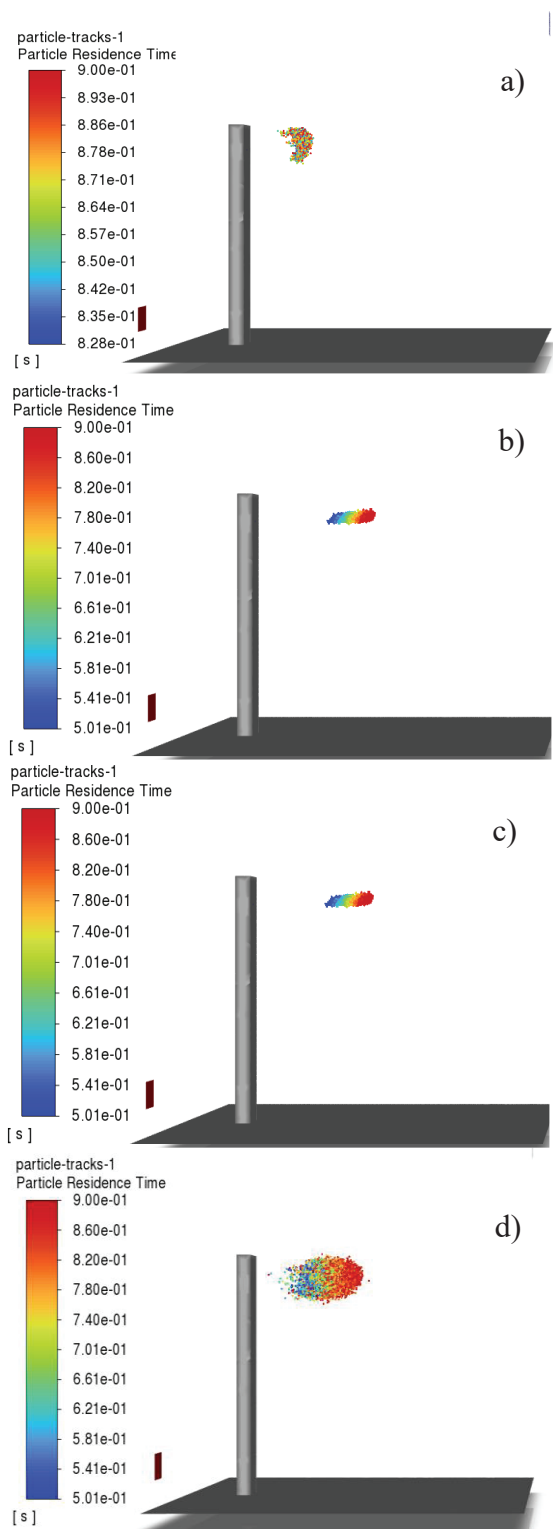 particle-tracks-1
Particle Residence Time
a)
9.00e-01
8.93e-01
8.86e-01
8.78e-01
8.71e-01
8.64e-01
8.57e-01
8.50e-01
8.42e-01
8.35e-01
8.28e-01
[ s ]
particle-tracks-1
Particle Residence Time
b)
9.00e-01
8.60e-01
8.20e-01
7.80e-01
7.40e-01
7.01e-01
6.61e-01
6.21e-01
5.81e-01
5.41e-01
5.01e-01
[ s ]
particle-tracks-1
Particle Residence Time
c)
9.00e-01
8.60e-01
8.20e-01
7.80e-01
7.40e-01
7.01e-01
6.61e-01
6.21e-01
5.81e-01
5.41e-01
5.01e-01
[ s ]
particle-tracks-1
Particle Residence Time
d)
9.00e-01
8.60e-01
8.20e-01
7.80e-01
7.40e-01
7.01e-01
6.61e-01
6.21e-01
5.81e-01
5.41e-01
5.01e-01
[ s ]